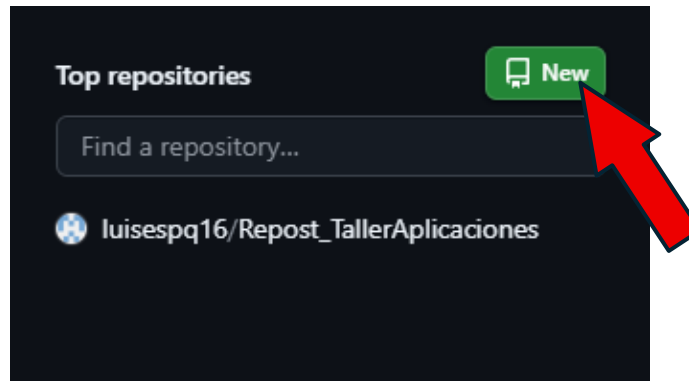 Top repositories
New
Find a repository...
luisespq16/Repost_TallerAplicaciones